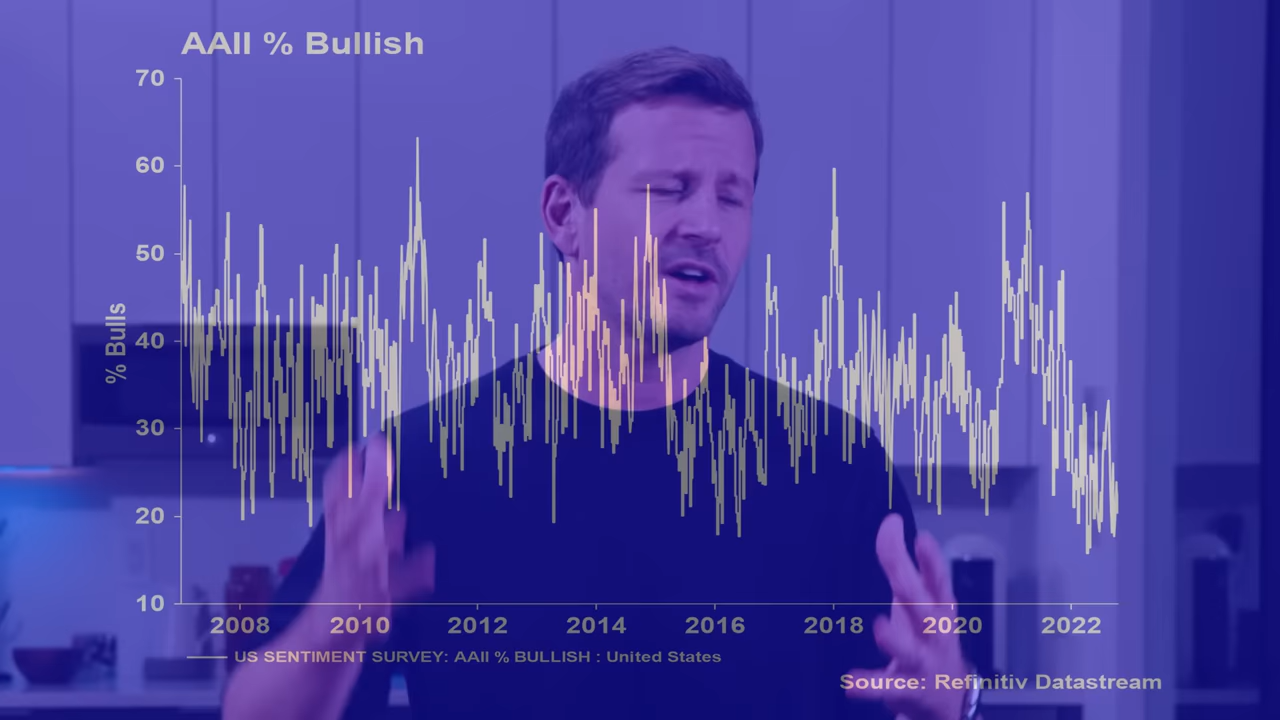 AAII % Bullish
70
60
50
40
30
20
10
% Bulls
2008 2010 2012 2014 2016 2018 2020 2022
US SENTIMENT SURVEY: AAII % BULLISH : United States
Source: Refinitiv Datastream